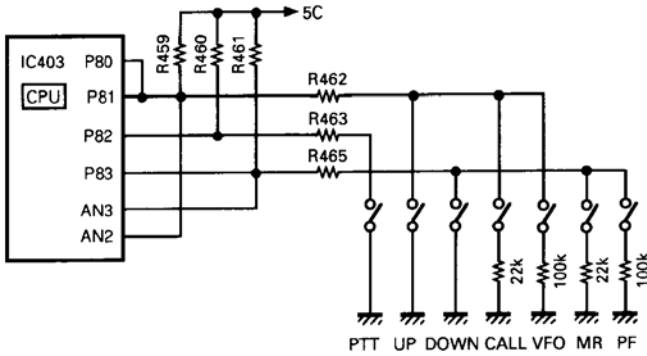 5C
IC403
CPU
P80
P81
P82
P83
AN3
AN2
R459
R460
R461
R462
R463
R465
22k
100k
22k
100k
PTT UP DOWN CALL VFO MR PF